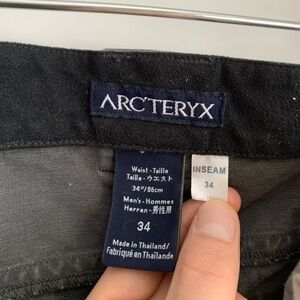 ARC'TERYX
Waist - Taille
Taille - ウエスト
34"/86cm
Men's - Hommes
Herren - 男性用
34
Made in Thailand/
Fabriqué en Thaïlande
INSEAM
34